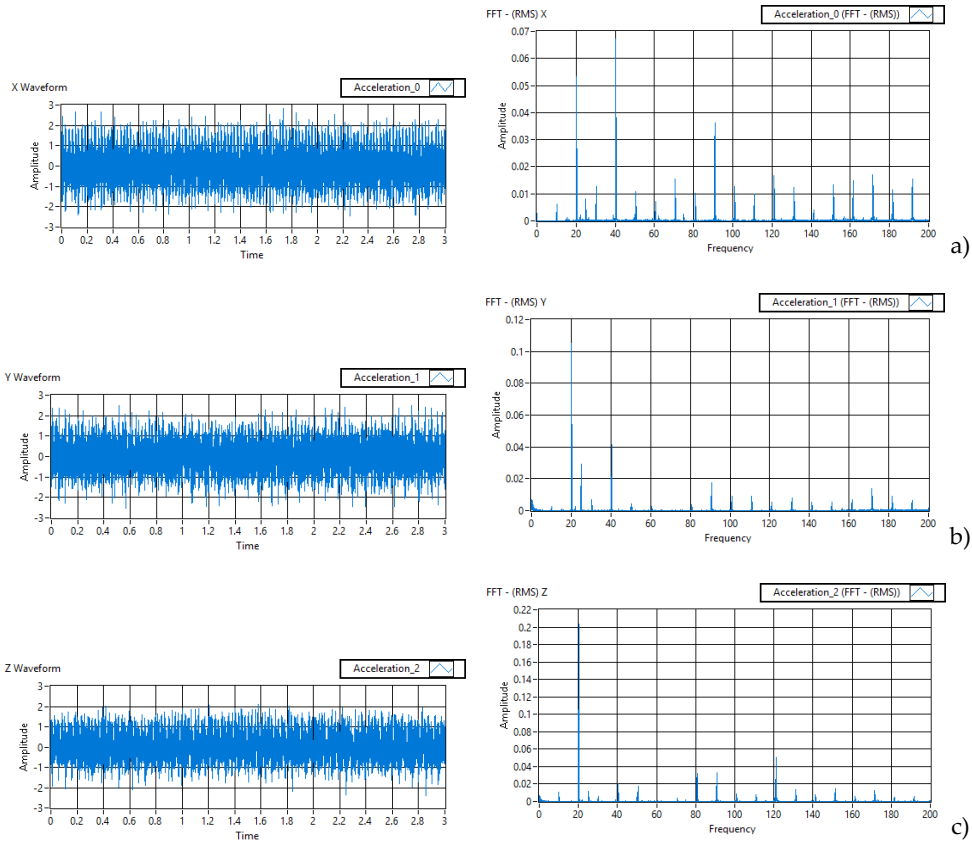 FFT - (RMS) X
Acceleration_0 (FFT - (RMS))
0.07
0.06
0.05
0.04
0.03
0.02
0.01
0
Amplitude
0 20 40 60 80 100 120 140 160 180 200
Frequency
X Waveform
Acceleration_0
3
2
1
0
-1
-2
-3
Amplitude
0 0.2 0.4 0.6 0.8 1 1.2 1.4 1.6 1.8 2 2.2 2.4 2.6 2.8 3
Time
a)
FFT - (RMS) Y
Acceleration_1 (FFT - (RMS))
0.12
0.1
0.08
0.06
0.04
0.02
0
Amplitude
0 20 40 60 80 100 120 140 160 180 200
Frequency
Y Waveform
Acceleration_1
3
2
1
0
-1
-2
-3
Amplitude
0 0.2 0.4 0.6 0.8 1 1.2 1.4 1.6 1.8 2 2.2 2.4 2.6 2.8 3
Time
b)
FFT - (RMS) Z
Acceleration_2 (FFT - (RMS))
0.22
0.2
0.18
0.16
0.14
0.12
0.1
0.08
0.06
0.04
0.02
0
Amplitude
0 20 40 60 80 100 120 140 160 180 200
Frequency
Z Waveform
Acceleration_2
3
2
1
0
-1
-2
-3
Amplitude
0 0.2 0.4 0.6 0.8 1 1.2 1.4 1.6 1.8 2 2.2 2.4 2.6 2.8 3
Time
c)